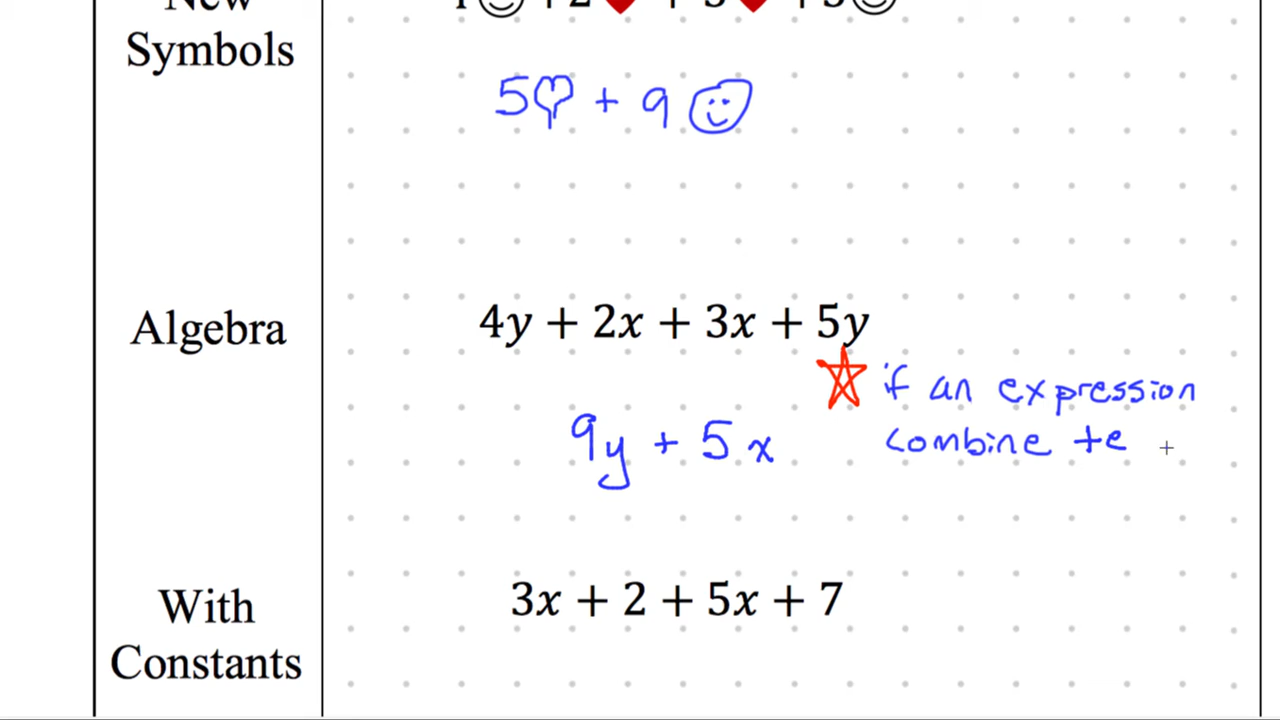 New
Symbols
5♡ + 9☺
Algebra
4y + 2x + 3x + 5y
if an expression
9y + 5x
combine te
With
Constants
3x + 2 + 5x + 7